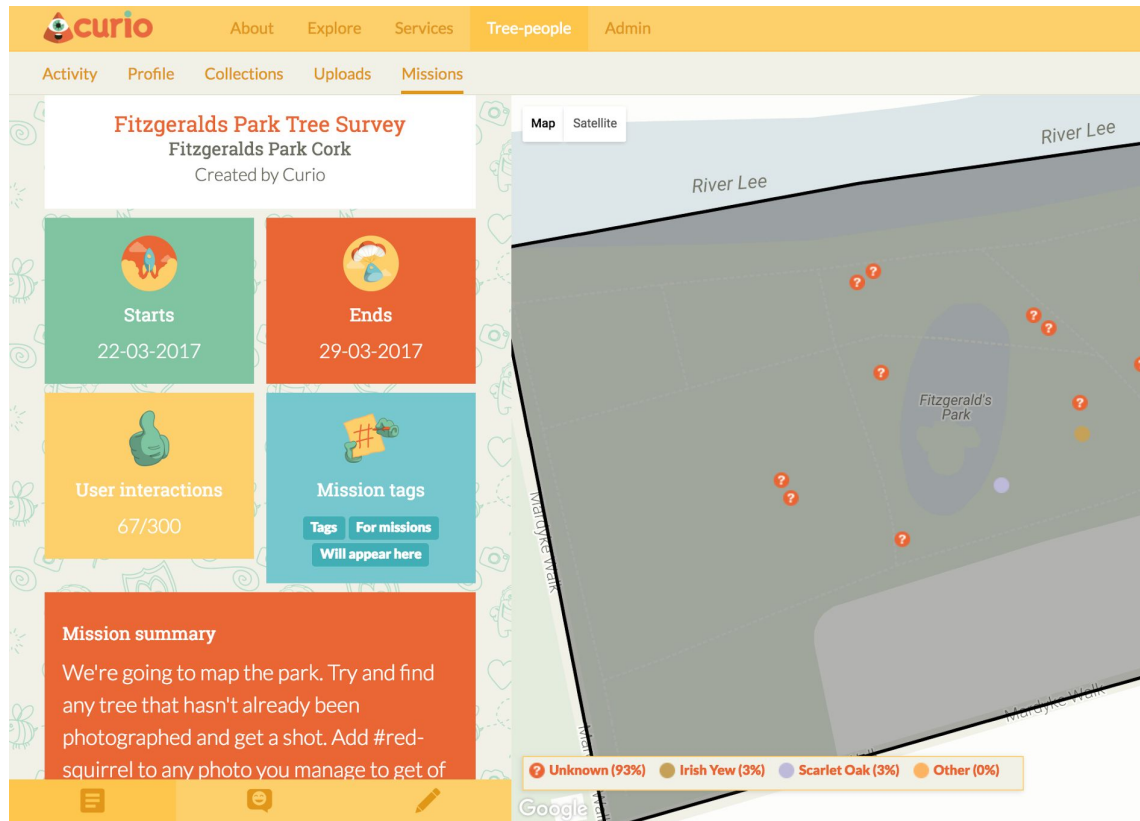 curio
About Explore Services Tree-people Admin
Activity Profile Collections Uploads Missions
Fitzgeralds Park Tree Survey
Fitzgeralds Park Cork
Created by Curio
Starts
22-03-2017
Ends
29-03-2017
User interactions
67/300
Mission tags
Tags For missions
Will appear here
Mission summary
We're going to map the park. Try and find
any tree that hasn't already been
photographed and get a shot. Add #red-
squirrel to any photo you manage to get of
Map Satellite
River Lee
River Lee
? ?
? ?
?
?
?
Fitzgerald's
Park
?
?
?
Mardyke Walk
Mardyke Walk
? Unknown (93%) Irish Yew (3%) Scarlet Oak (3%) Other (0%)
Google